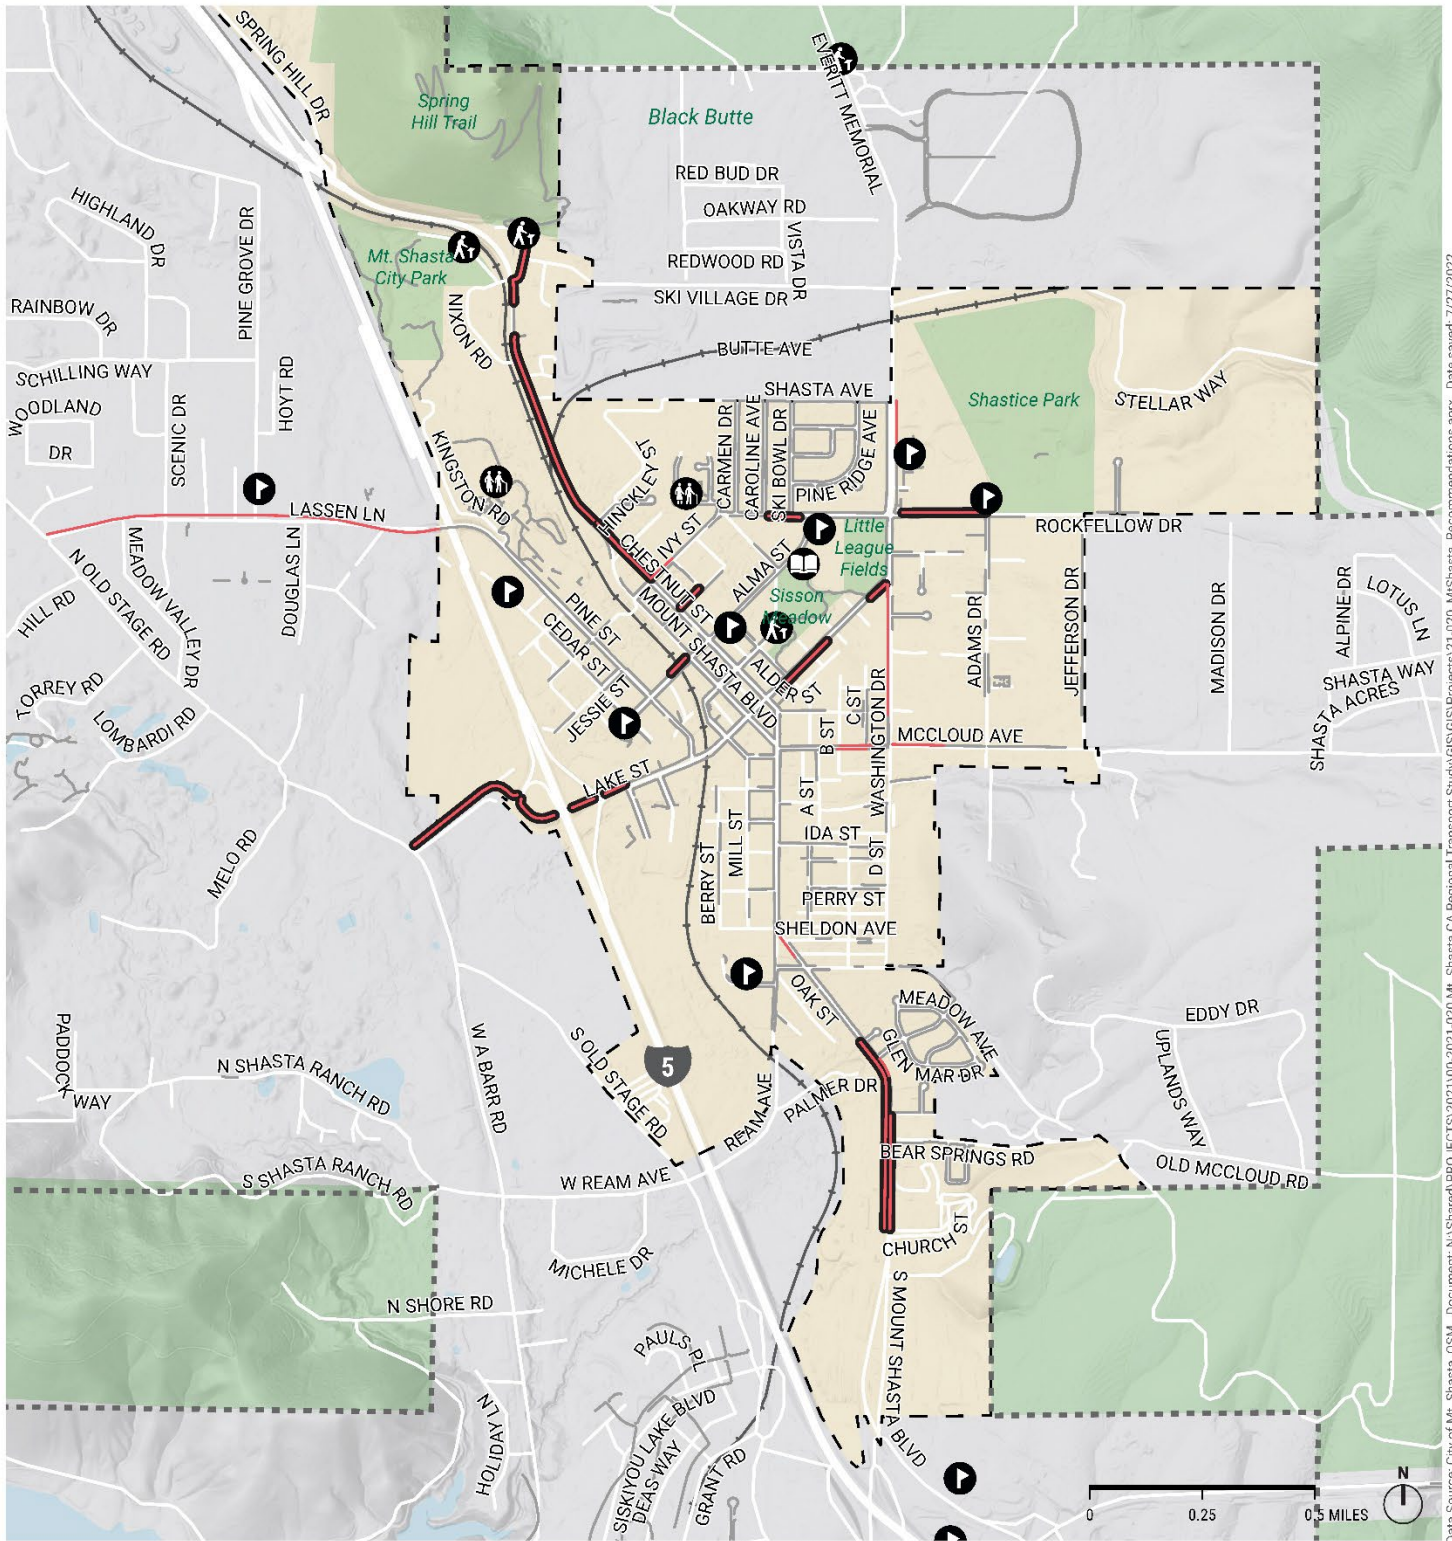 SPRING HILL DR
EVERITT MEMORIAL
Spring
Hill Trail
Black Butte
RED BUD DR
OAKWAY RD
VISTA DR
REDWOOD RD
SKI VILLAGE DR
HIGHLAND DR
PINE GROVE DR
Mt. Shasta
City Park
NIXON RD
RAINBOW DR
BUTTE AVE
SCHILLING WAY
SHASTA AVE
STELLAR WAY
Shastice Park
WOODLAND
DR
SCENIC DR
HOYT RD
KINGSTON RD
HINCKLEY ST
CARMEN DR
CAROLINE AVE
SKI BOWL DR
PINE RIDGE AVE
LASSEN LN
IVY ST
Little
League
Fields
ROCKFELLOW DR
N OLD STAGE RD
MEADOW VALLEY DR
DOUGLAS LN
CHESTNUT ST
ALMA ST
HILL RD
PINE ST
CEDAR ST
MOUNT SHASTA BLVD
Sisson
Meadow
ADAMS DR
JEFFERSON DR
MADISON DR
ALPINE DR
LOTUS LN
TORREY RD
LOMBARDI RD
JESSIE ST
ALDER ST
C ST
B ST
WASHINGTON DR
MCCLOUD AVE
SHASTA WAY
SHASTA ACRES
LAKE ST
A ST
MELO RD
MILL ST
BERRY ST
IDA ST
D ST
PERRY ST
SHELDON AVE
OAK ST
MEADOW AVE
GLEN MAR DR
EDDY DR
UPLANDS WAY
PADDOCK WAY
N SHASTA RANCH RD
W A BARR RD
S OLD STAGE RD
5
REAM AVE
PALMER DR
BEAR SPRINGS RD
OLD MCCLOUD RD
S SHASTA RANCH RD
W REAM AVE
CHURCH ST
MICHELE DR
N SHORE RD
S MOUNT SHASTA BLVD
PAULS PL
HOLIDAY LN
SISKIYOU LAKE BLVD
DEAS WAY
GRANT RD
N
0
0.25
0.5 MILES